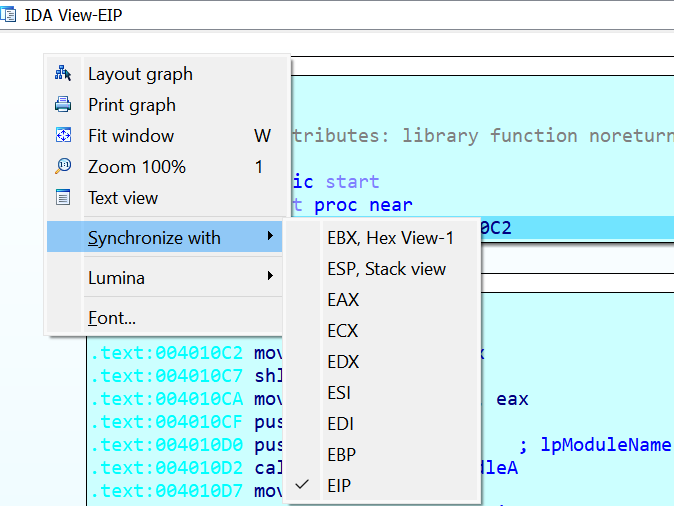 IDA View-EIP
Layout graph
Print graph
Fit window W
Zoom 100% 1
Text view
Synchronize with
Lumina
Font...
tributes: library function noreturn
ic start
t proc near
0C2
EBX, Hex View-1
ESP, Stack view
EAX
ECX
EDX
ESI
EDI
EBP
EIP
.text:004010C2 mov x
.text:004010C7 shl
.text:004010CA mov , eax
.text:004010CF pus
.text:004010D0 pus ; lpModuleName
.text:004010D2 cal dleA
.text:004010D7 mov